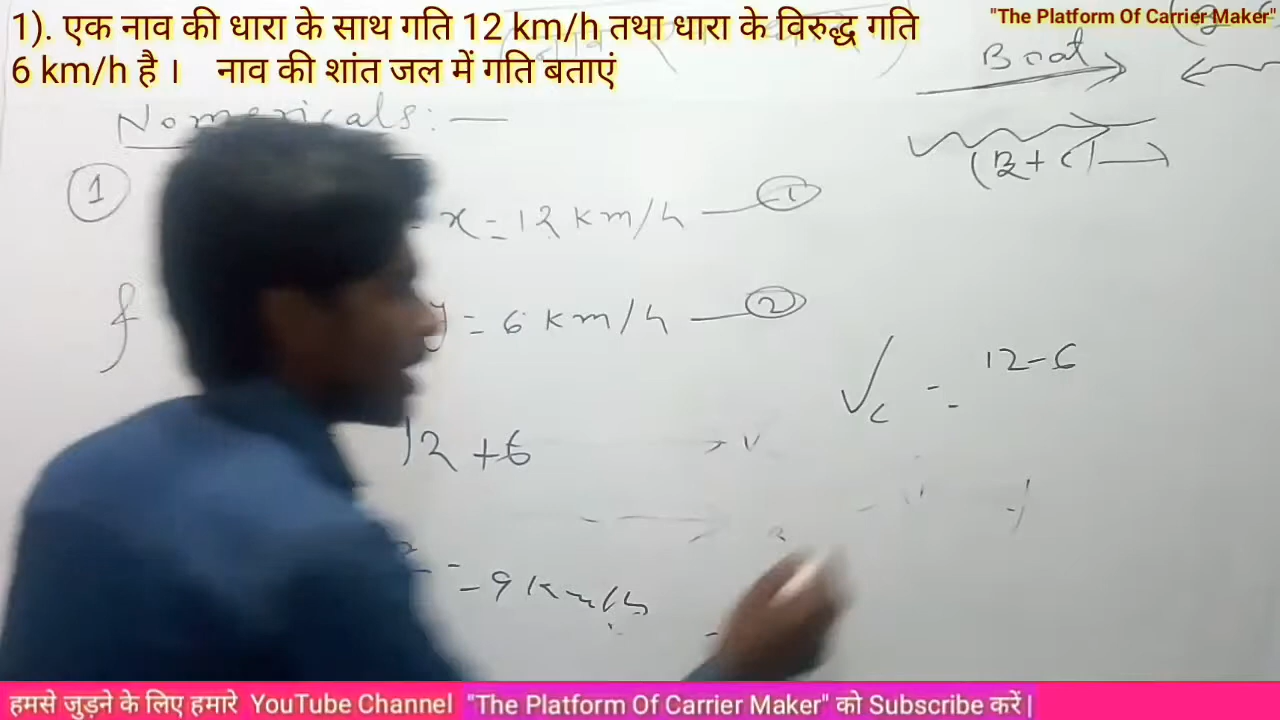 1). एक नाव की धारा के साथ गति 12 km/h तथा धारा के विरुद्ध गति
6 km/h है । नाव की शांत जल में गति बताएं
"The Platform Of Carrier Maker"
Boat
(B + C)
Nomericals: —
1
x = 12 km/h — 1
y = 6 km/h — 2
12 + 6
= 9 km/h
Vc = 12 - 6
हमसे जुड़ने के लिए हमारे YouTube Channel "The Platform Of Carrier Maker" को Subscribe करें |